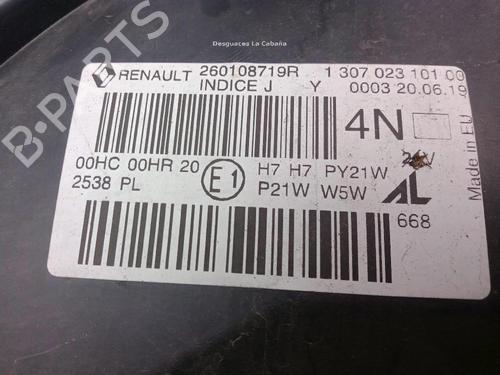 Desguaces La Cabaña
B-PARTS
RENAULT 260108719R 1 307 023 101 00
INDICE J Y 0003 20.06.19
4N
Made in EU
00HC 00HR 20 E1 H7 H7 PY21W
2538 PL P21W W5W AL
668